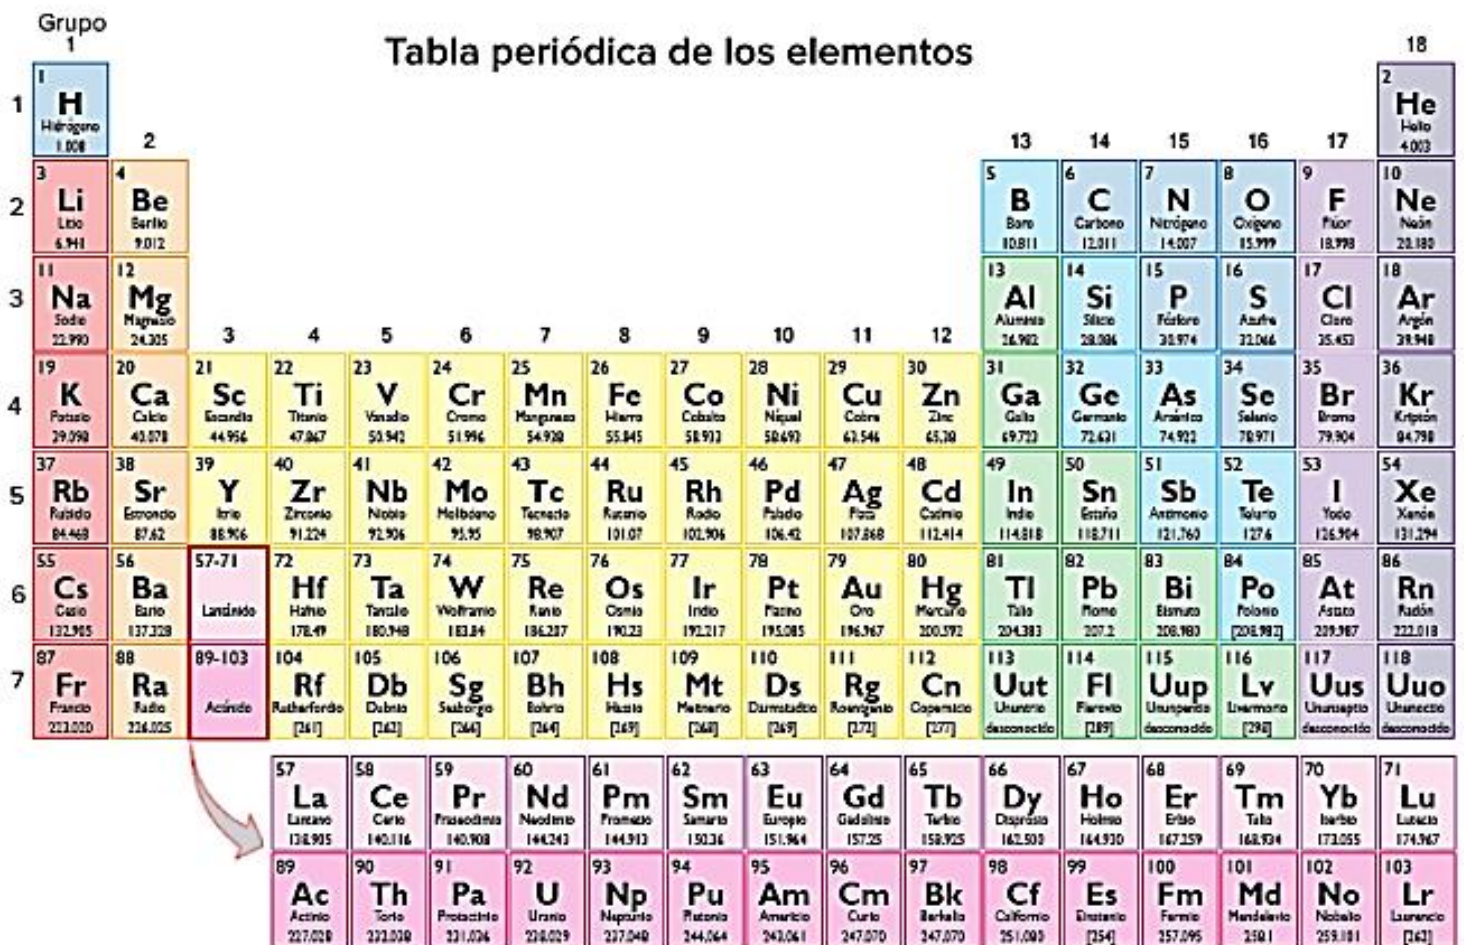 Grupo
1 Tabla periódica de los elementos 18
1 2
1 H He
Hidrógeno Helio
1.008 2 13 14 15 16 17 4.003
3 4 5 6 7 8 9 10
2 Li Be B C N O F Ne
Litio Berilio Boro Carbono Nitrógeno Oxígeno Flúor Neón
6.941 9.012 10.811 12.011 14.007 15.999 18.998 20.180
11 12 13 14 15 16 17 18
3 Na Mg Al Si P S Cl Ar
Sodio Magnesio Aluminio Silicio Fósforo Azufre Cloro Argón
22.990 24.305 3 4 5 6 7 8 9 10 11 12 26.982 28.086 30.974 32.066 35.453 39.948
19 20 21 22 23 24 25 26 27 28 29 30 31 32 33 34 35 36
4 K Ca Sc Ti V Cr Mn Fe Co Ni Cu Zn Ga Ge As Se Br Kr
Potasio Calcio Escandio Titanio Vanadio Cromo Manganeso Hierro Cobalto Níquel Cobre Zinc Galio Germanio Arsénico Selenio Bromo Kriptón
39.098 40.078 44.956 47.867 50.942 51.996 54.938 55.845 58.933 58.693 63.546 65.38 69.723 72.631 74.922 78.971 79.904 84.798
37 38 39 40 41 42 43 44 45 46 47 48 49 50 51 52 53 54
5 Rb Sr Y Zr Nb Mo Tc Ru Rh Pd Ag Cd In Sn Sb Te I Xe
Rubidio Estroncio Itrio Zirconio Niobio Molibdeno Tecnecio Rutenio Rodio Paladio Plata Cadmio Indio Estaño Antimonio Telurio Yodo Xenón
84.468 87.62 88.906 91.224 92.906 95.95 98.907 101.07 102.906 106.42 107.868 112.414 114.818 118.711 121.760 127.6 126.904 131.294
55 56 57-71 72 73 74 75 76 77 78 79 80 81 82 83 84 85 86
6 Cs Ba Hf Ta W Re Os Ir Pt Au Hg Tl Pb Bi Po At Rn
Cesio Bario Lantánido Hafnio Tantalio Wolframio Renio Osmio Iridio Platino Oro Mercurio Talio Plomo Bismuto Polonio Astato Radón
132.905 137.328 178.49 180.948 183.84 186.207 190.23 192.217 195.085 196.967 200.592 204.383 207.2 208.980 [208.982] 209.987 222.018
87 88 89-103 104 105 106 107 108 109 110 111 112 113 114 115 116 117 118
7 Fr Ra Rf Db Sg Bh Hs Mt Ds Rg Cn Uut Fl Uup Lv Uus Uuo
Francio Radio Actínido Rutherfordio Dubnio Seaborgio Bohrio Hassio Meitnerio Darmstadtio Roentgenio Copernicio Ununtrio Flerovio Ununpentio Livermorio Ununseptio Ununoctio
223.020 226.025 [261] [262] [266] [264] [269] [268] [269] [272] [277] desconocido [289] desconocido [298] desconocido desconocido
57 58 59 60 61 62 63 64 65 66 67 68 69 70 71
La Ce Pr Nd Pm Sm Eu Gd Tb Dy Ho Er Tm Yb Lu
Lantano Cerio Praseodimio Neodimio Prometio Samario Europio Gadolinio Terbio Disprosio Holmio Erbio Yterbio Lutecio
138.905 140.116 140.908 144.243 144.913 150.36 151.964 157.25 158.925 162.500 164.930 167.259 168.934 173.055 174.967
89 90 91 92 93 94 95 96 97 98 99 100 101 102 103
Ac Th Pa U Np Pu Am Cm Bk Cf Es Fm Md No Lr
Actinio Torio Protactinio Uranio Neptunio Plutonio Americio Curio Berkelio Californio Einstenio Fermio Mendelevio Nobelio Laurencio
227.028 232.038 231.036 238.029 237.048 244.064 243.061 247.070 247.070 251.080 [254] 257.095 258.1 259.101 [262]